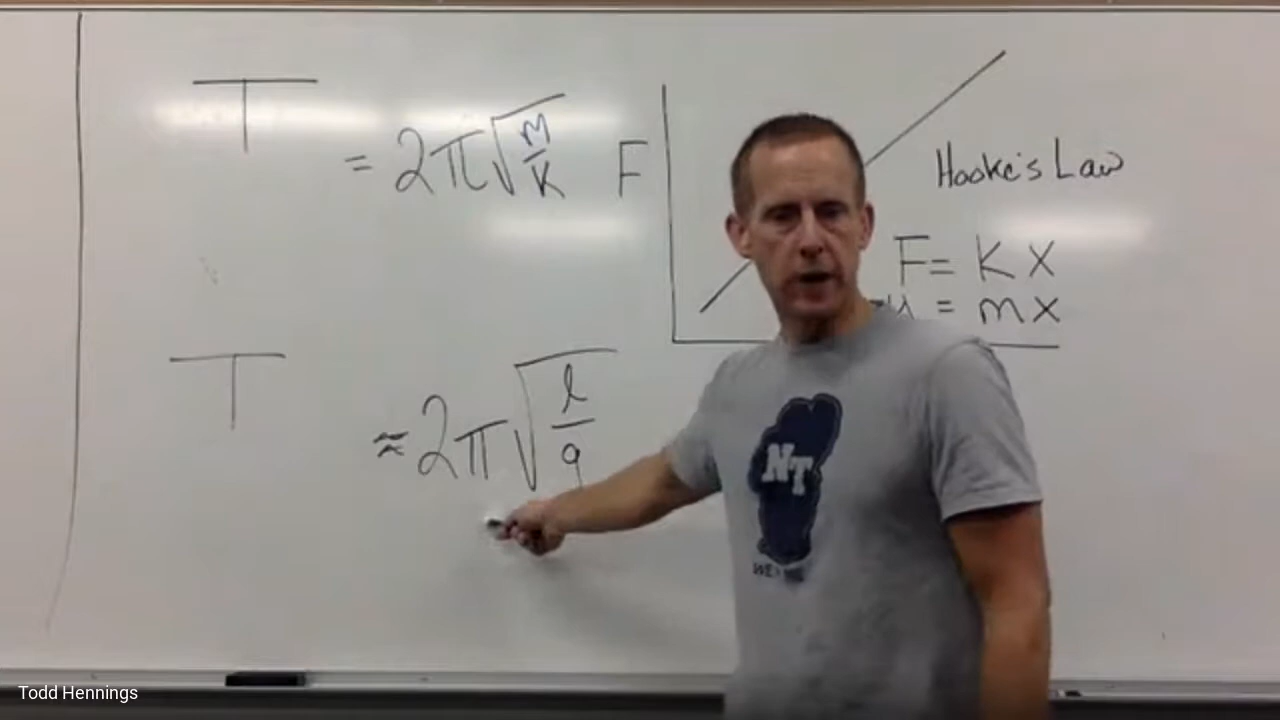 T = 2π√m/K
F
Hooke's Law
F = K X
= m X
T ≈ 2π√l/g
NT
Todd Hennings